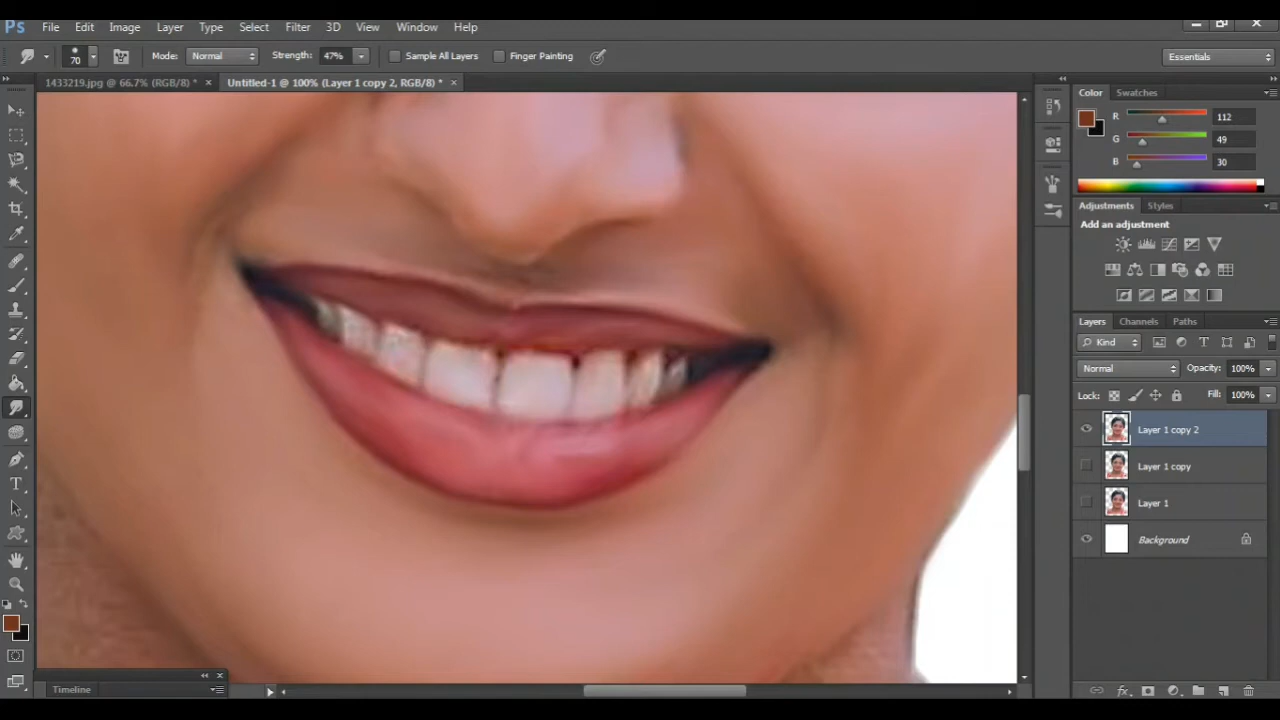 Ps File Edit Image Layer Type Select Filter 3D View Window Help
70 Mode: Normal Strength: 47% Sample All Layers Finger Painting Essentials
1433219.jpg @ 66.7% (RGB/8) * × Untitled-1 @ 100% (Layer 1 copy 2, RGB/8) * ×
Color Swatches
R 112
G 49
B 30
Adjustments Styles
Add an adjustment
Layers Channels Paths
Kind T
Normal Opacity: 100%
Lock: Fill: 100%
Layer 1 copy 2
Layer 1 copy
Layer 1
Background
T
Timeline
fx